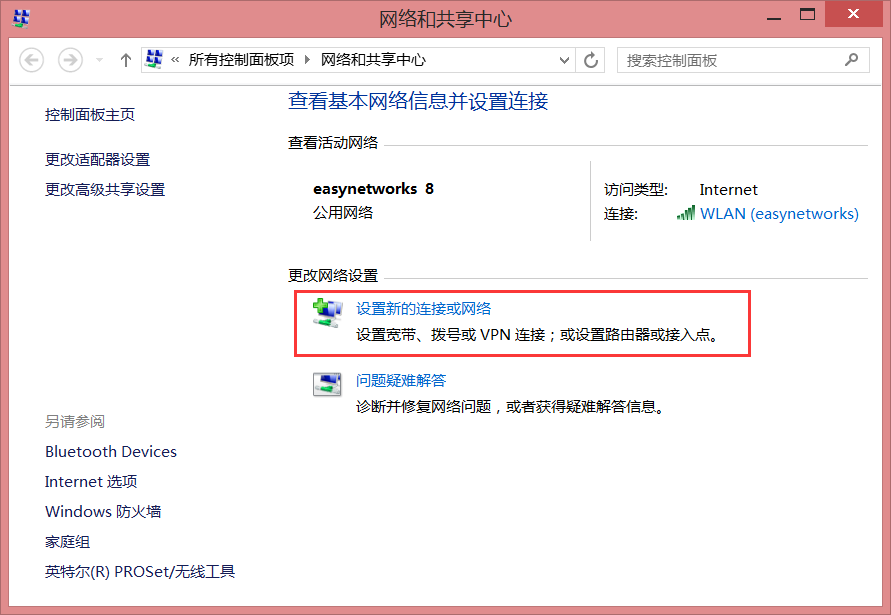 网络和共享中心
« 所有控制面板项 网络和共享中心
搜索控制面板
控制面板主页
更改适配器设置
更改高级共享设置
查看基本网络信息并设置连接
查看活动网络
easynetworks 8
公用网络
访问类型: Internet
连接: WLAN (easynetworks)
更改网络设置
设置新的连接或网络
设置宽带、拨号或 VPN 连接；或设置路由器或接入点。
问题疑难解答
诊断并修复网络问题，或者获得疑难解答信息。
另请参阅
Bluetooth Devices
Internet 选项
Windows 防火墙
家庭组
英特尔(R) PROSet/无线工具